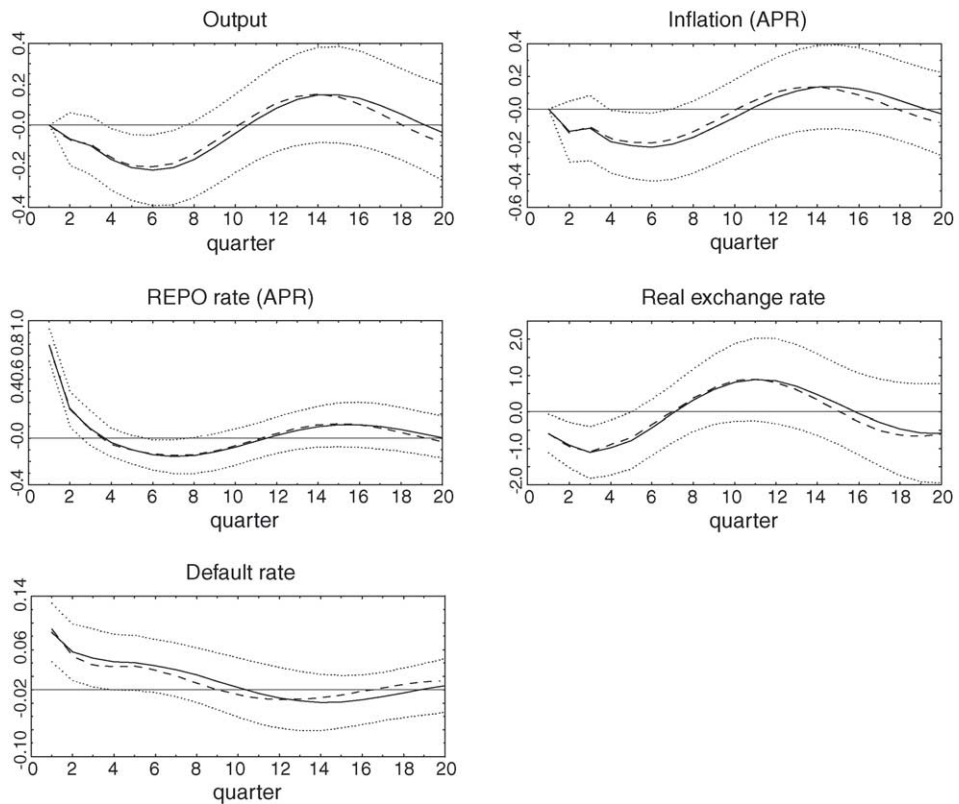 Output
0.4
0.2
-0.0
-0.2
-0.4
0 2 4 6 8 10 12 14 16 18 20
quarter
Inflation (APR)
0.4
0.2
-0.0
-0.2
-0.4
-0.6
0 2 4 6 8 10 12 14 16 18 20
quarter
REPO rate (APR)
1.0
0.8
0.6
0.4
-0.0
-0.4
0 2 4 6 8 10 12 14 16 18 20
quarter
Real exchange rate
2.0
1.0
0.0
-1.0
-2.0
0 2 4 6 8 10 12 14 16 18 20
quarter
Default rate
0.14
0.06
-0.02
-0.10
0 2 4 6 8 10 12 14 16 18 20
quarter